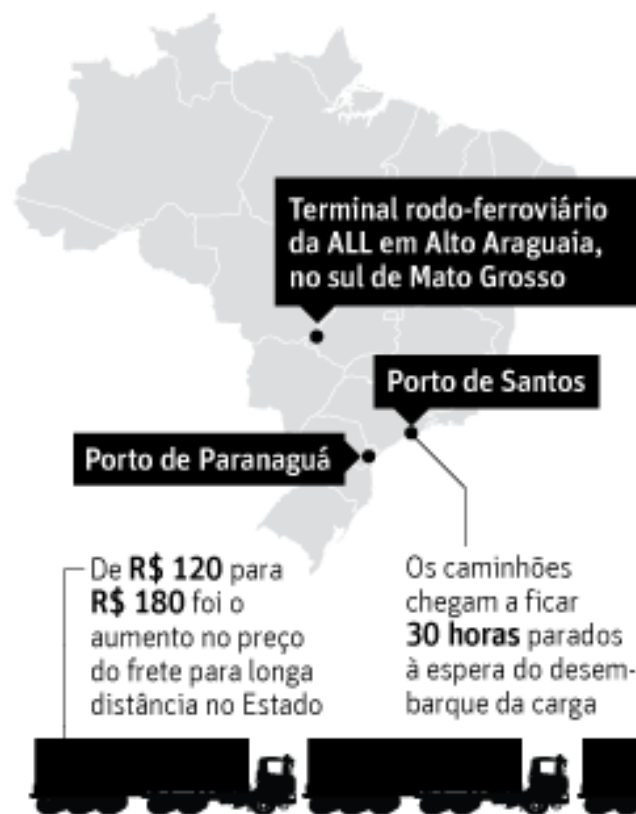 Terminal rodo-ferroviário
da ALL em Alto Araguaia,
no sul de Mato Grosso
Porto de Santos
Porto de Paranaguá
De R$ 120 para
R$ 180 foi o
aumento no preço
do frete para longa
distância no Estado
Os caminhões
chegam a ficar
30 horas parados
à espera do desem-
barque da carga